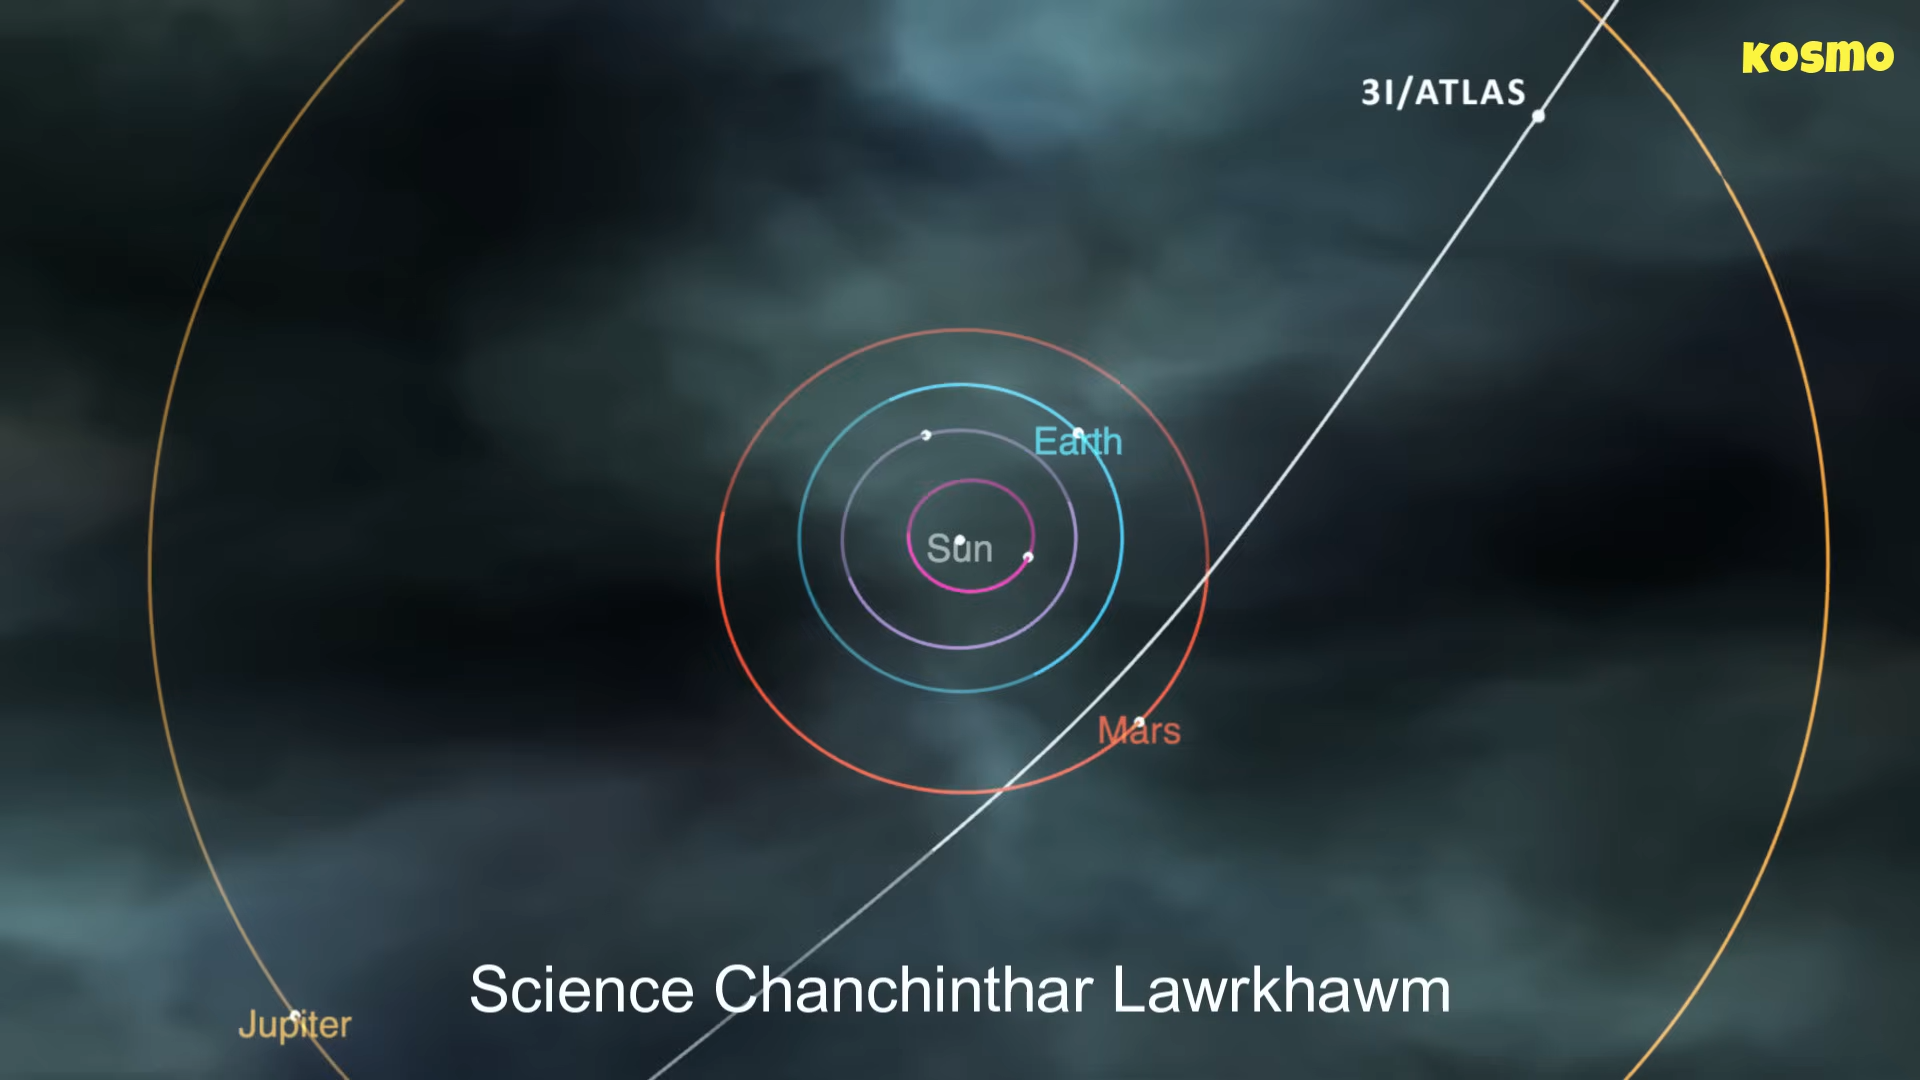 KOSMO
3I/ATLAS
Earth
Sun
Mars
Science Chanchinthar Lawrkhawm
Jupiter